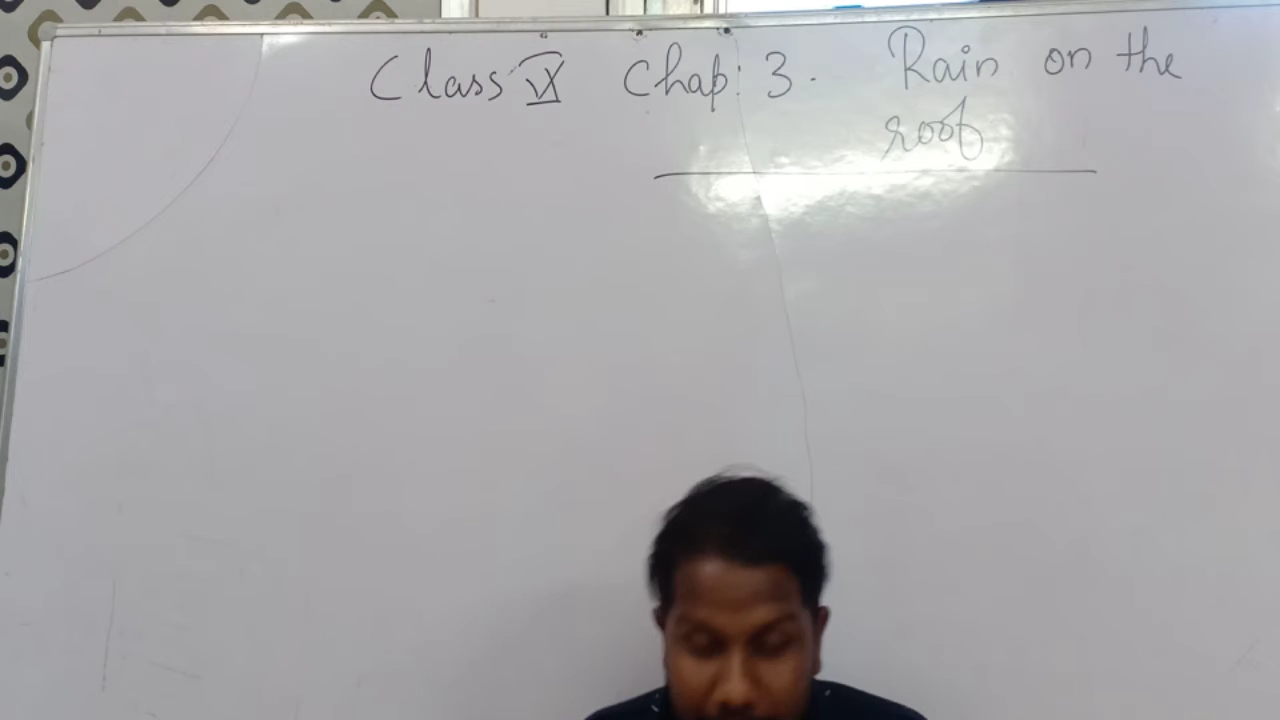 Class IX Chap: 3. Rain on the
roof